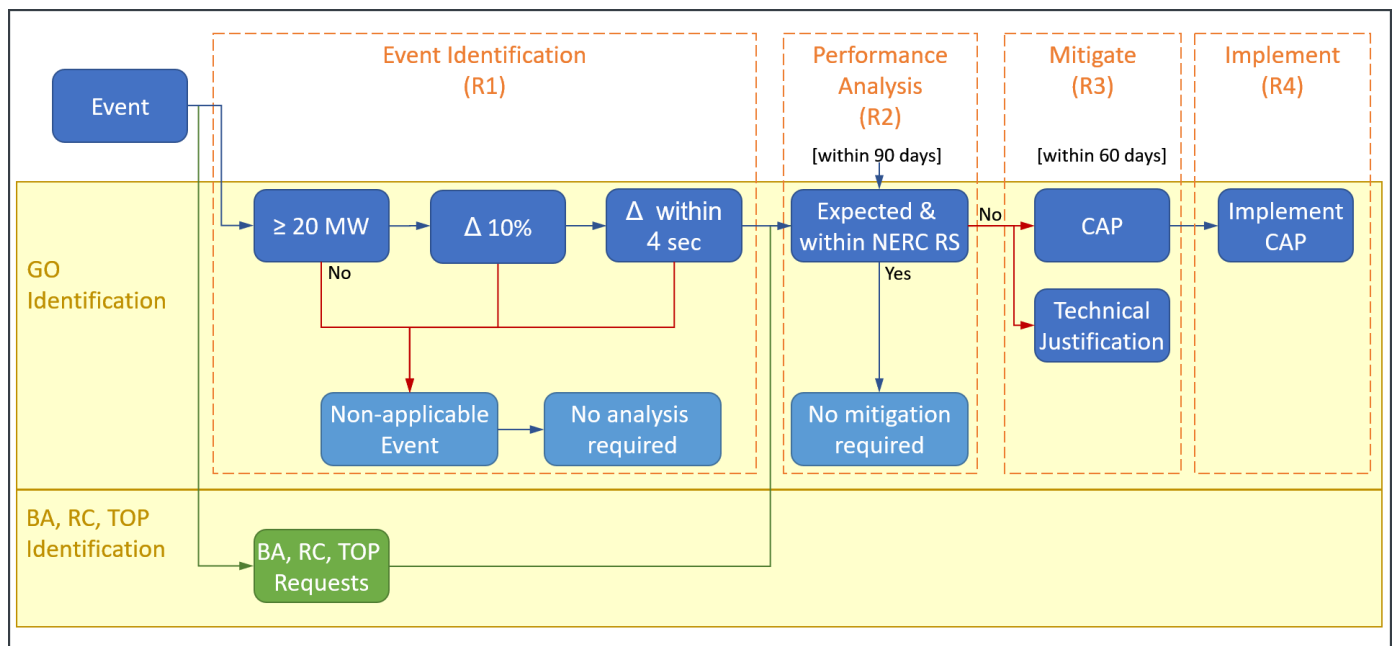 Event Identification
(R1)
Performance
Analysis
(R2)
Mitigate
(R3)
Implement
(R4)
Event
[within 90 days]
[within 60 days]
≥ 20 MW
Δ 10%
Δ within
4 sec
Expected &
within NERC RS
No
CAP
Implement
CAP
No
Yes
GO
Identification
Technical
Justification
Non-applicable
Event
No analysis
required
No mitigation
required
BA, RC, TOP
Identification
BA, RC, TOP
Requests